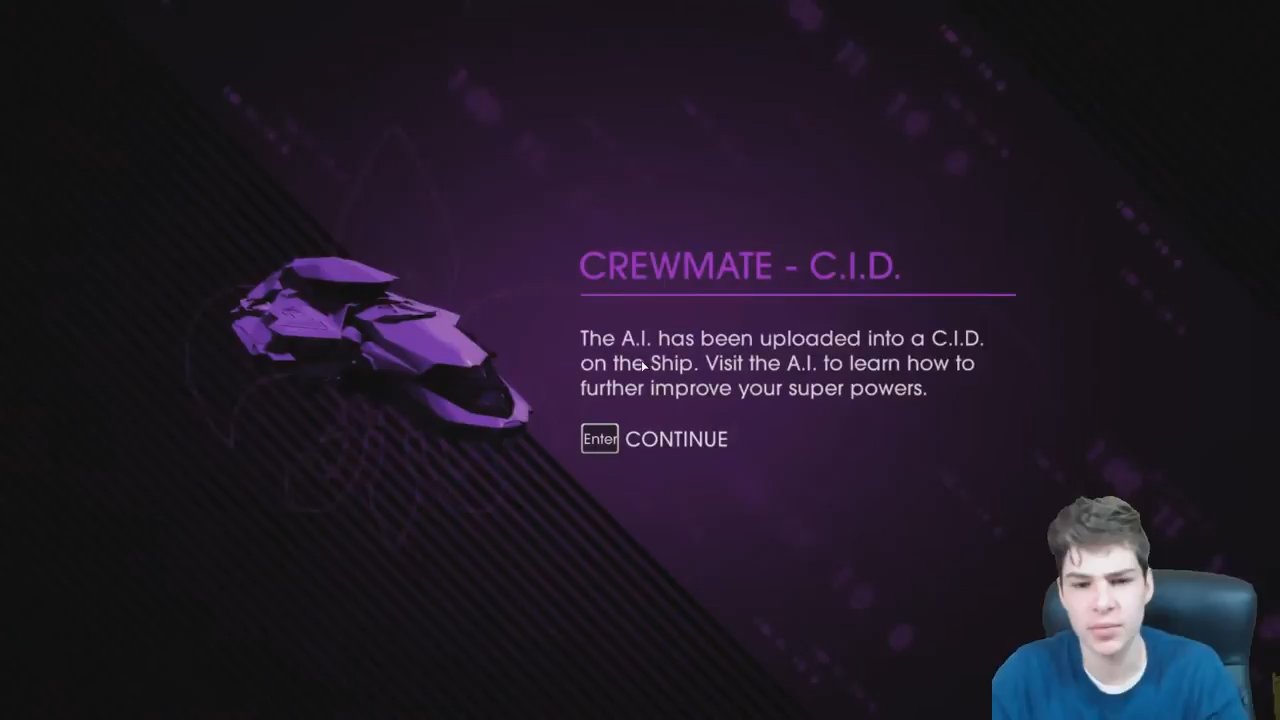 CREWMATE - C.I.D.
The A.I. has been uploaded into a C.I.D.
on the Ship. Visit the A.I. to learn how to
further improve your super powers.
Enter CONTINUE